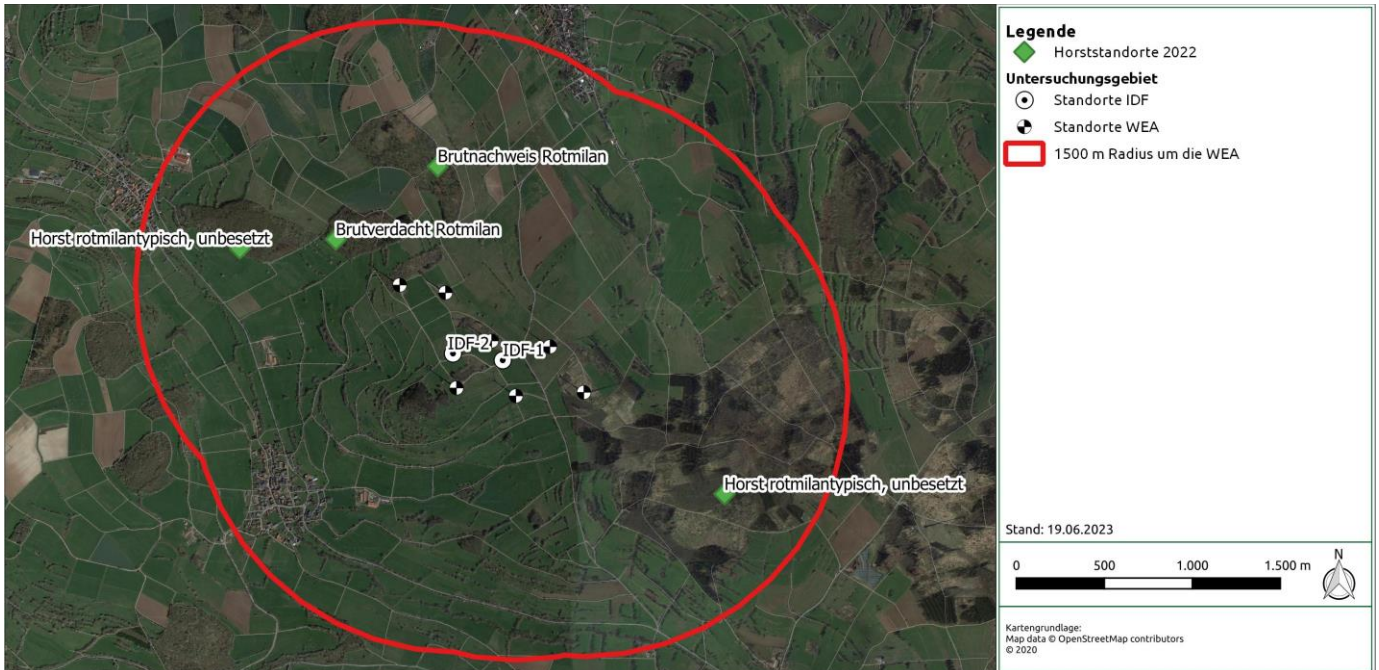 Brutnachweis Rotmilan
Brutverdacht Rotmilan
Horst rotmilantypisch, unbesetzt
IDF-2
IDF-1
Horst rotmilantypisch, unbesetzt
Legende
Horststandorte 2022
Untersuchungsgebiet
Standorte IDF
Standorte WEA
1500 m Radius um die WEA
Stand: 19.06.2023
0 500 1.000 1.500 m
N
Kartengrundlage:
Map data © OpenStreetMap contributors
© 2020